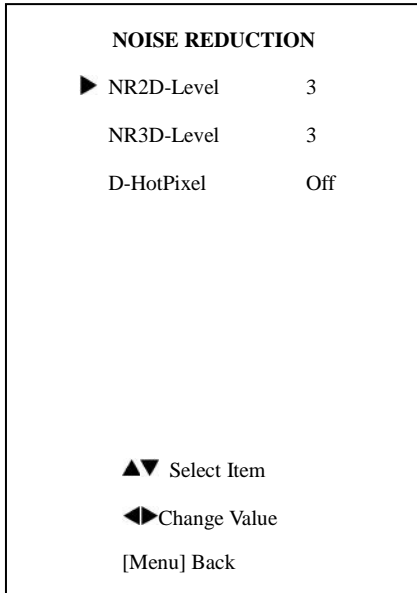 NOISE REDUCTION
▶ NR2D-Level 3
NR3D-Level 3
D-HotPixel Off
▲▼ Select Item
◀▶Change Value
[Menu] Back